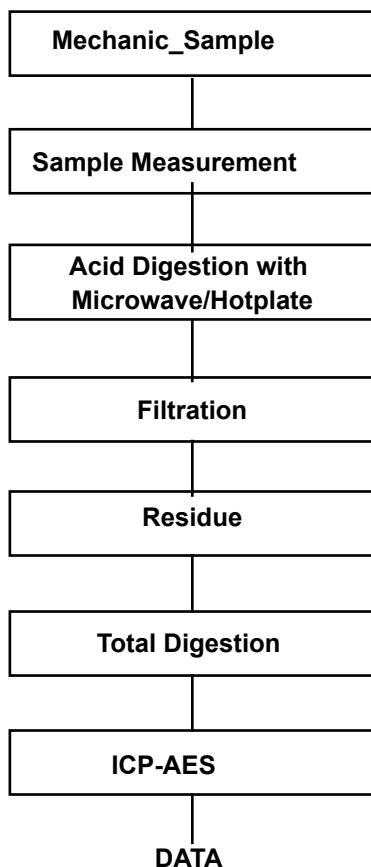 Mechanic_Sample
Sample Measurement
Acid Digestion with
Microwave/Hotplate
Filtration
Residue
Total Digestion
ICP-AES
DATA